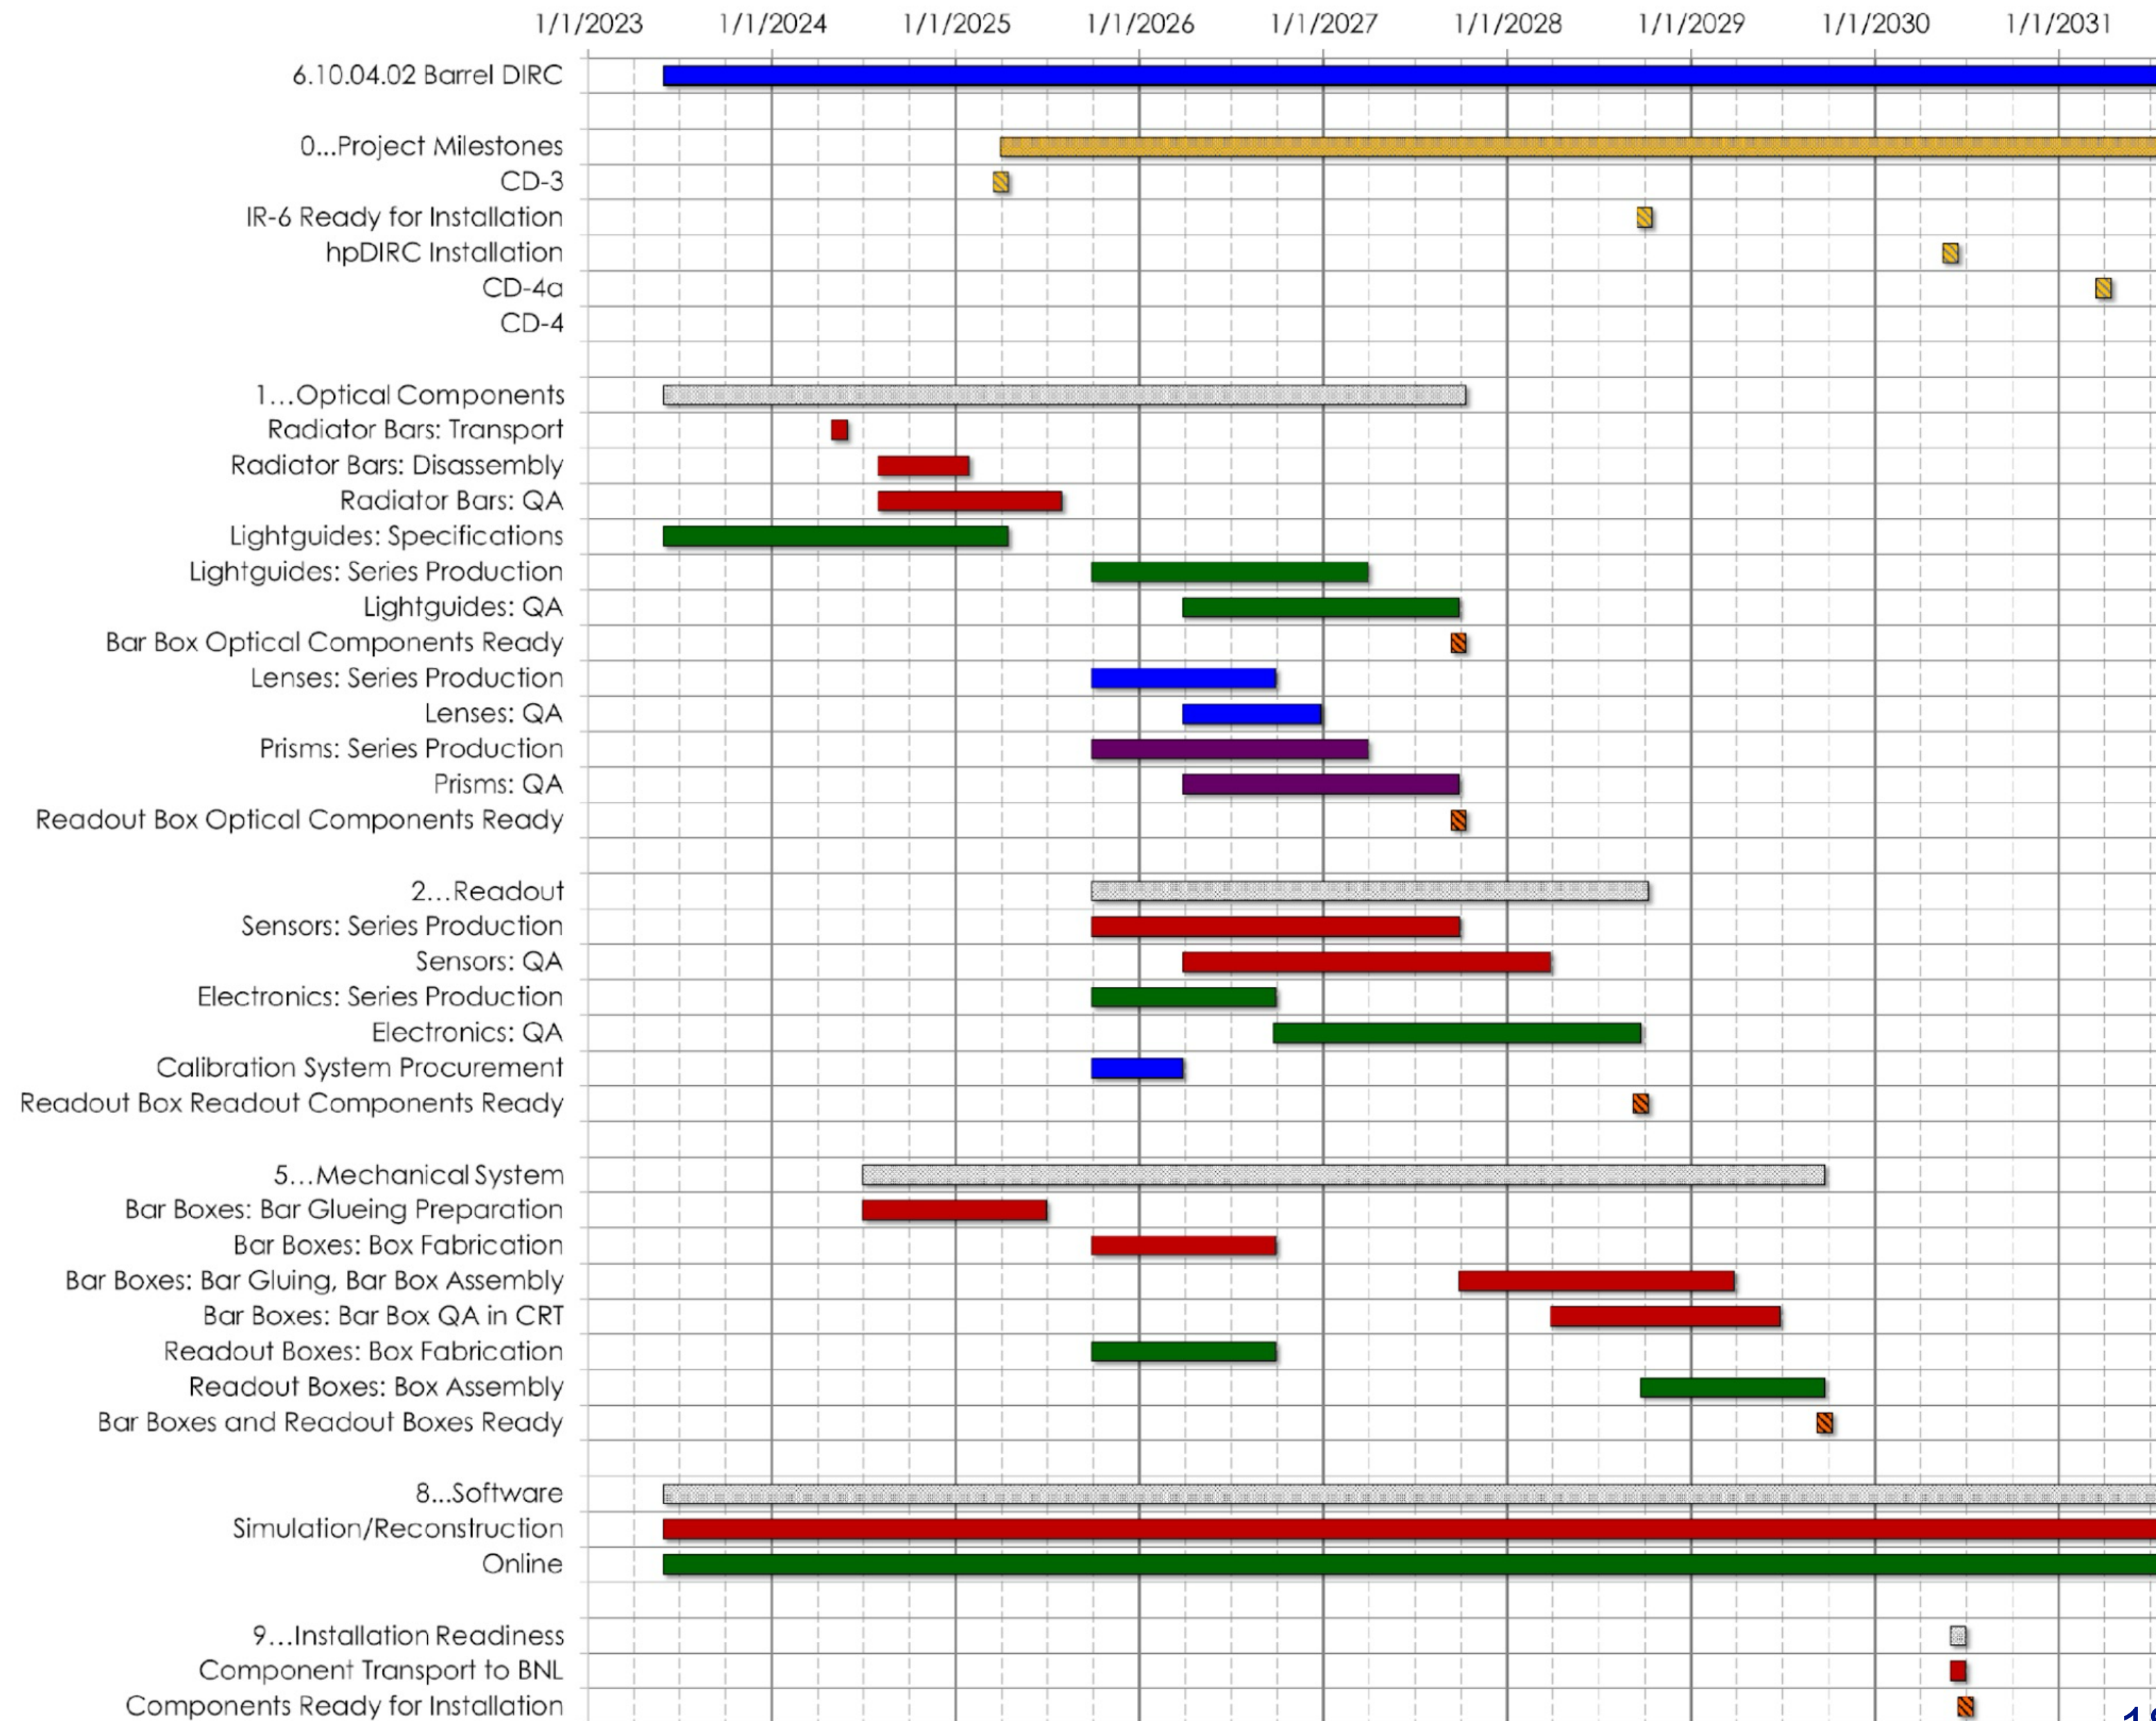 1/1/2023 1/1/2024 1/1/2025 1/1/2026 1/1/2027 1/1/2028 1/1/2029 1/1/2030 1/1/2031
6.10.04.02 Barrel DIRC
0...Project Milestones
CD-3
IR-6 Ready for Installation
hpDIRC Installation
CD-4a
CD-4
1...Optical Components
Radiator Bars: Transport
Radiator Bars: Disassembly
Radiator Bars: QA
Lightguides: Specifications
Lightguides: Series Production
Lightguides: QA
Bar Box Optical Components Ready
Lenses: Series Production
Lenses: QA
Prisms: Series Production
Prisms: QA
Readout Box Optical Components Ready
2...Readout
Sensors: Series Production
Sensors: QA
Electronics: Series Production
Electronics: QA
Calibration System Procurement
Readout Box Readout Components Ready
5...Mechanical System
Bar Boxes: Bar Glueing Preparation
Bar Boxes: Box Fabrication
Bar Boxes: Bar Gluing, Bar Box Assembly
Bar Boxes: Bar Box QA in CRT
Readout Boxes: Box Fabrication
Readout Boxes: Box Assembly
Bar Boxes and Readout Boxes Ready
8...Software
Simulation/Reconstruction
Online
9...Installation Readiness
Component Transport to BNL
Components Ready for Installation